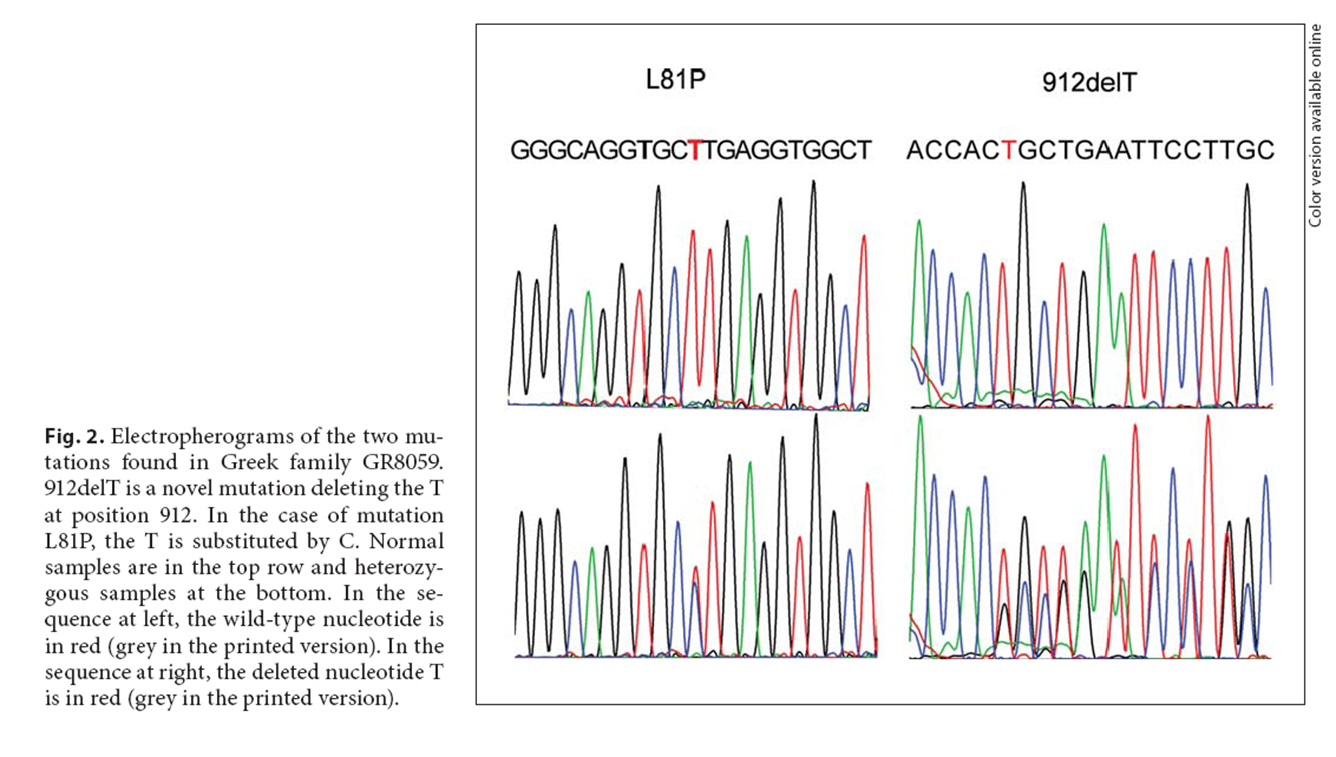 L81P
912delT
GGGCAGGTGCTTGAGGTGGCT
ACCACTGCTGAATTCCTTGC
Color version available online
Fig. 2. Electropherograms of the two mu-
tations found in Greek family GR8059.
912delT is a novel mutation deleting the T
at position 912. In the case of mutation
L81P, the T is substituted by C. Normal
samples are in the top row and heterozy-
gous samples at the bottom. In the se-
quence at left, the wild-type nucleotide is
in red (grey in the printed version). In the
sequence at right, the deleted nucleotide T
is in red (grey in the printed version).